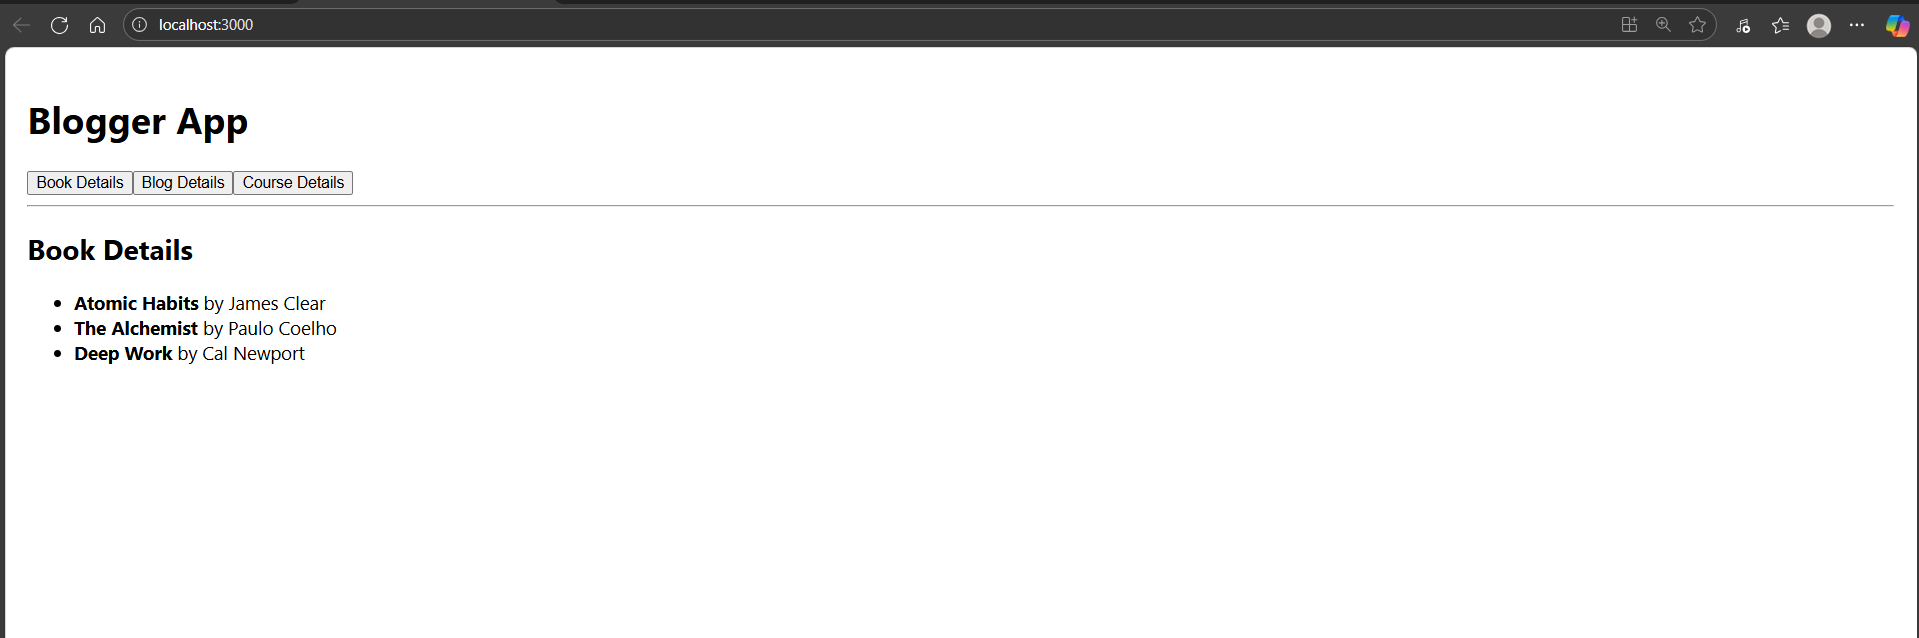 localhost:3000
Blogger App
Book Details Blog Details Course Details
Book Details
Atomic Habits by James Clear
The Alchemist by Paulo Coelho
Deep Work by Cal Newport